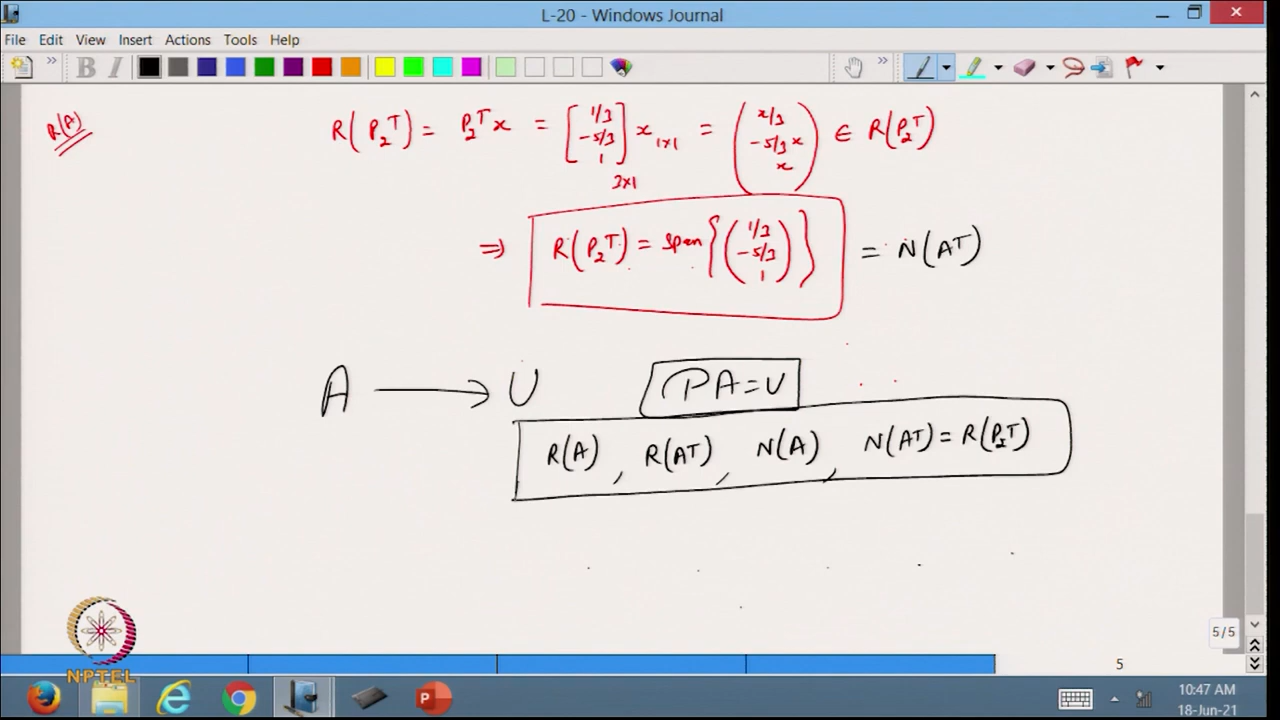 L-20 - Windows Journal
File Edit View Insert Actions Tools Help
R(A)
R(P₂ᵀ) = P₂ᵀx = [1/3 -5/3 1] x 1x1 = (x/3 -5/3 x x) ∈ R(P₂ᵀ)
3x1
⇒ R(P₂ᵀ) = span{(1/3 -5/3 1)} = N(Aᵀ)
A → U PA=U
R(A), R(Aᵀ), N(A), N(Aᵀ) = R(P₂ᵀ)
5/5
5
NPTEL
10:47 AM
18-Jun-21